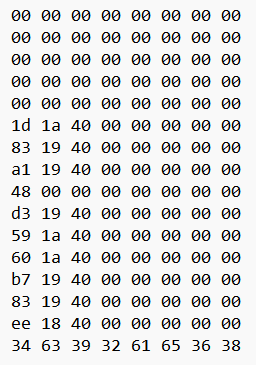 00 00 00 00 00 00 00 00
00 00 00 00 00 00 00 00
00 00 00 00 00 00 00 00
00 00 00 00 00 00 00 00
00 00 00 00 00 00 00 00
1d 1a 40 00 00 00 00 00
83 19 40 00 00 00 00 00
a1 19 40 00 00 00 00 00
48 00 00 00 00 00 00 00
d3 19 40 00 00 00 00 00
59 1a 40 00 00 00 00 00
60 1a 40 00 00 00 00 00
b7 19 40 00 00 00 00 00
83 19 40 00 00 00 00 00
ee 18 40 00 00 00 00 00
34 63 39 32 61 65 36 38